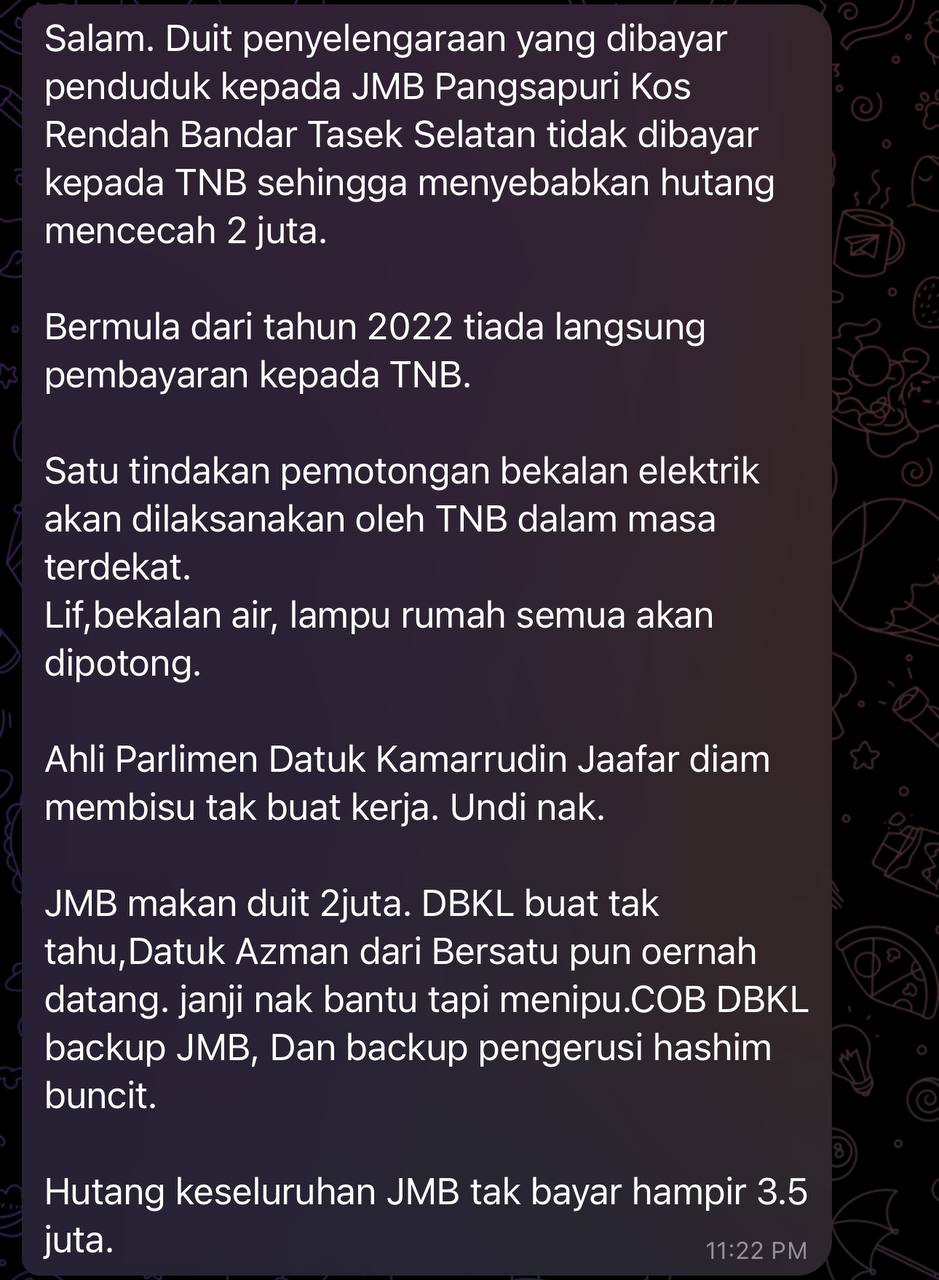 Salam. Duit penyelengaraan yang dibayar
penduduk kepada JMB Pangsapuri Kos
Rendah Bandar Tasek Selatan tidak dibayar
kepada TNB sehingga menyebabkan hutang
mencecah 2 juta.
Bermula dari tahun 2022 tiada langsung
pembayaran kepada TNB.
Satu tindakan pemotongan bekalan elektrik
akan dilaksanakan oleh TNB dalam masa
terdekat.
Lif,bekalan air, lampu rumah semua akan
dipotong.
Ahli Parlimen Datuk Kamarrudin Jaafar diam
membisu tak buat kerja. Undi nak.
JMB makan duit 2juta. DBKL buat tak
tahu,Datuk Azman dari Bersatu pun oernah
datang. janji nak bantu tapi menipu.COB DBKL
backup JMB, Dan backup pengerusi hashim
buncit.
Hutang keseluruhan JMB tak bayar hampir 3.5
juta.
11:22 PM